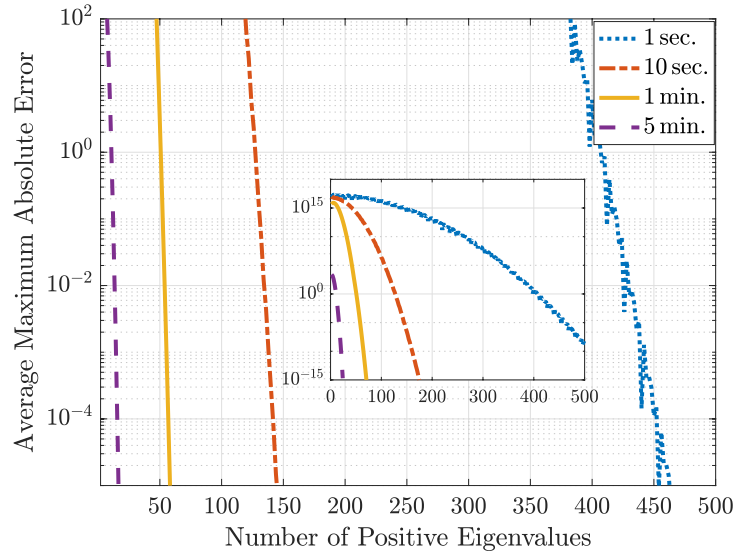 Average Maximum Absolute Error
10^2
10^0
10^−2
10^−4
1 sec.
10 sec.
1 min.
5 min.
10^15
10^0
10^−15
0 100 200 300 400 500
50 100 150 200 250 300 350 400 450 500
Number of Positive Eigenvalues